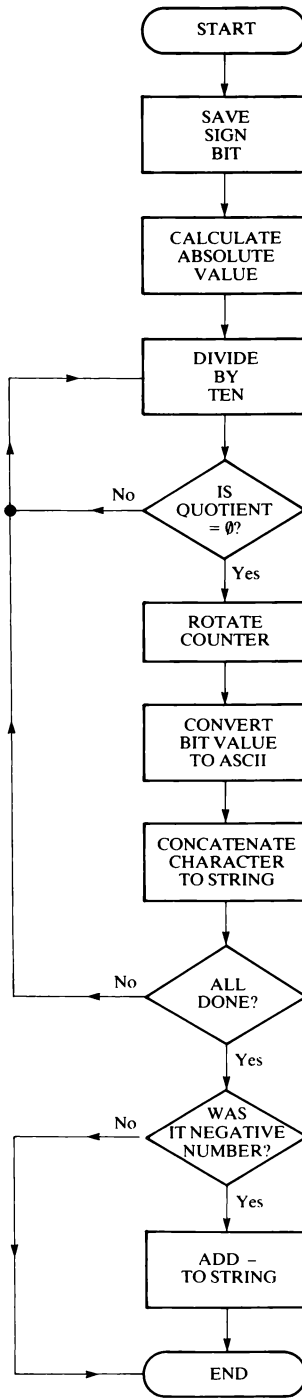 START
SAVE
SIGN
BIT
CALCULATE
ABSOLUTE
VALUE
DIVIDE
BY
TEN
No
IS
QUOTIENT
= Ø?
Yes
ROTATE
COUNTER
CONVERT
BIT VALUE
TO ASCII
CONCATENATE
CHARACTER
TO STRING
No
ALL
DONE?
Yes
No
WAS
IT NEGATIVE
NUMBER?
Yes
ADD –
TO STRING
END